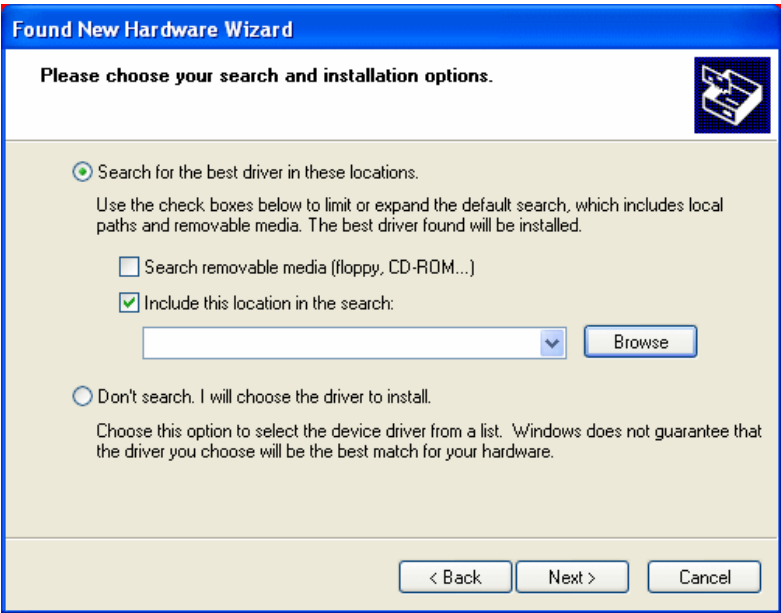 Found New Hardware Wizard
Please choose your search and installation options.
Search for the best driver in these locations.
Use the check boxes below to limit or expand the default search, which includes local
paths and removable media. The best driver found will be installed.
Search removable media (floppy, CD-ROM...)
Include this location in the search:
Browse
Don't search. I will choose the driver to install.
Choose this option to select the device driver from a list.  Windows does not guarantee that
the driver you choose will be the best match for your hardware.
< Back
Next >
Cancel